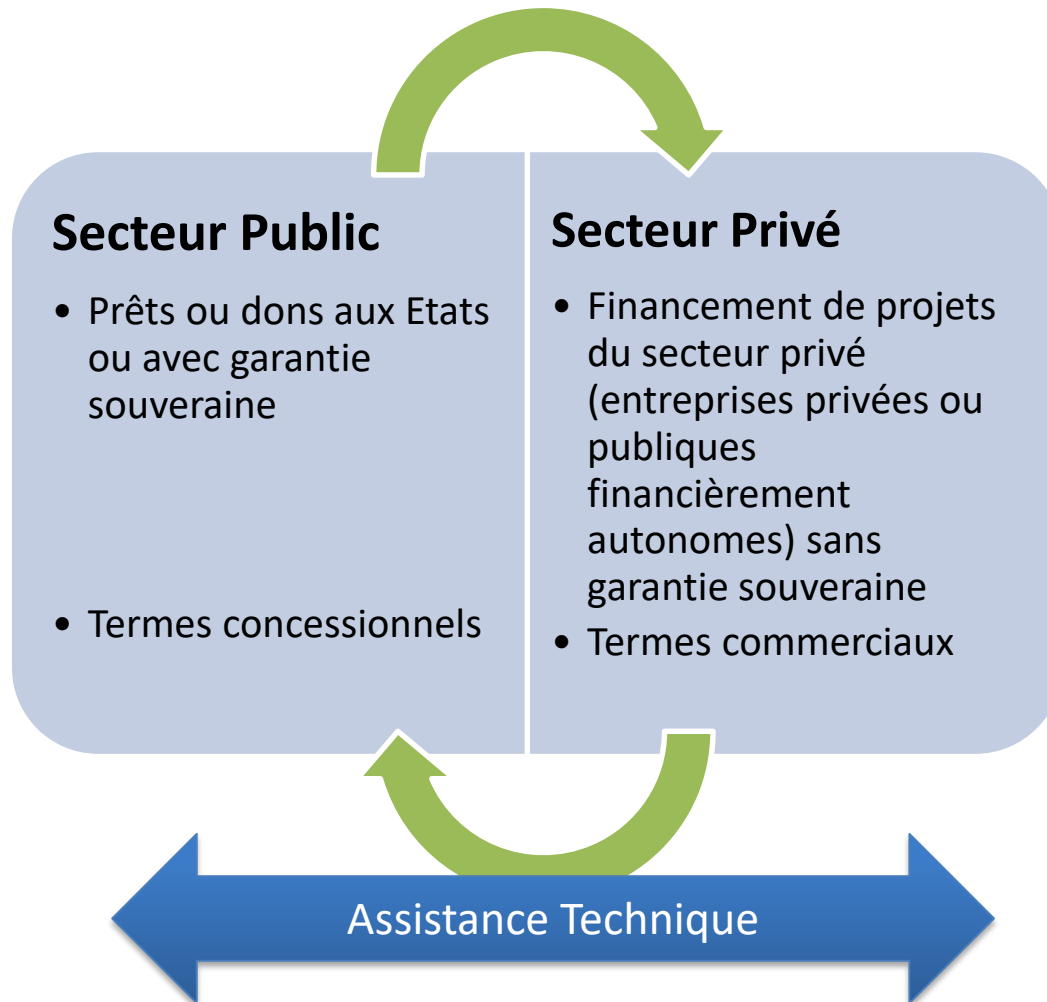 Secteur Public
• Prêts ou dons aux Etats
ou avec garantie
souveraine
• Termes concessionnels
Secteur Privé
• Financement de projets
du secteur privé
(entreprises privées ou
publiques
financièrement
autonomes) sans
garantie souveraine
• Termes commerciaux
Assistance Technique